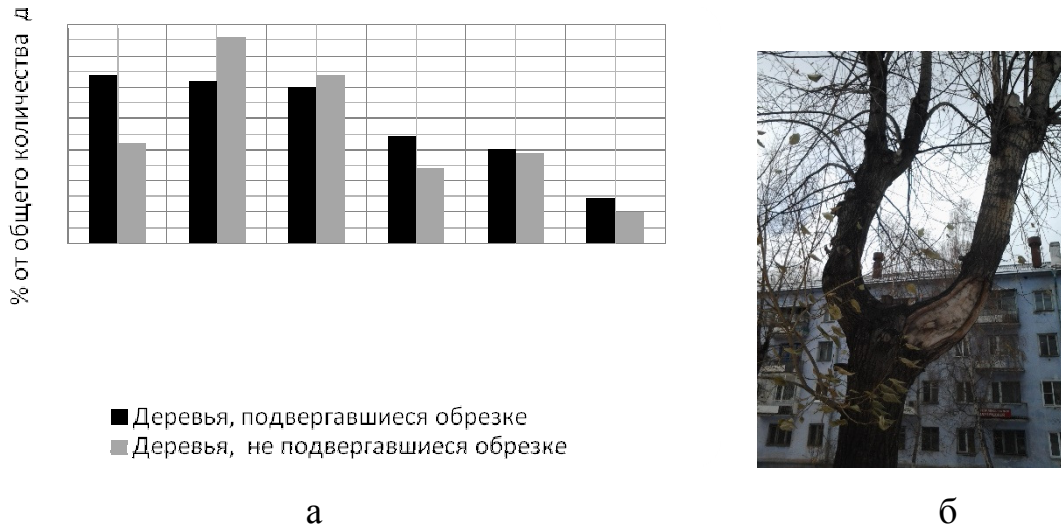 % от общего количества д
Деревья, подвергавшиеся обрезке
Деревья, не подвергавшиеся обрезке
а
б